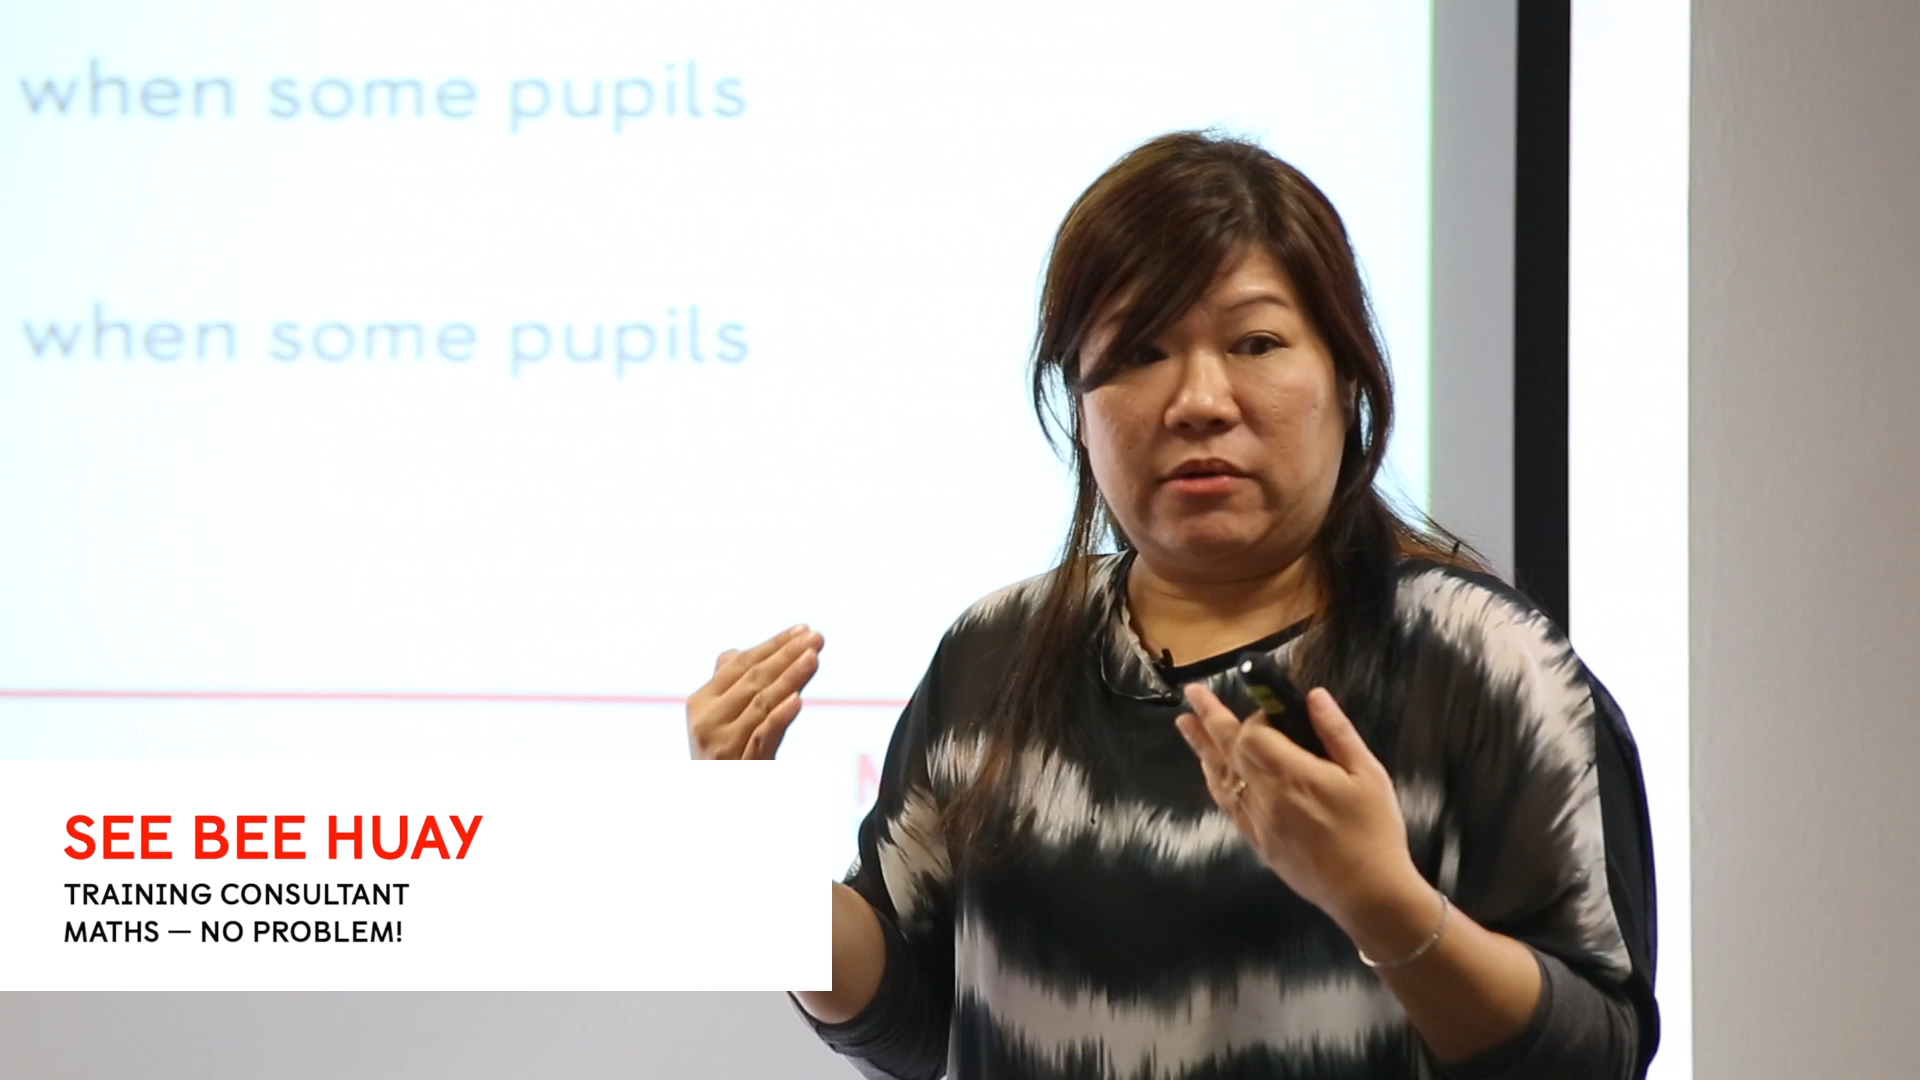 when some pupils
when some pupils
SEE BEE HUAY
TRAINING CONSULTANT
MATHS — NO PROBLEM!